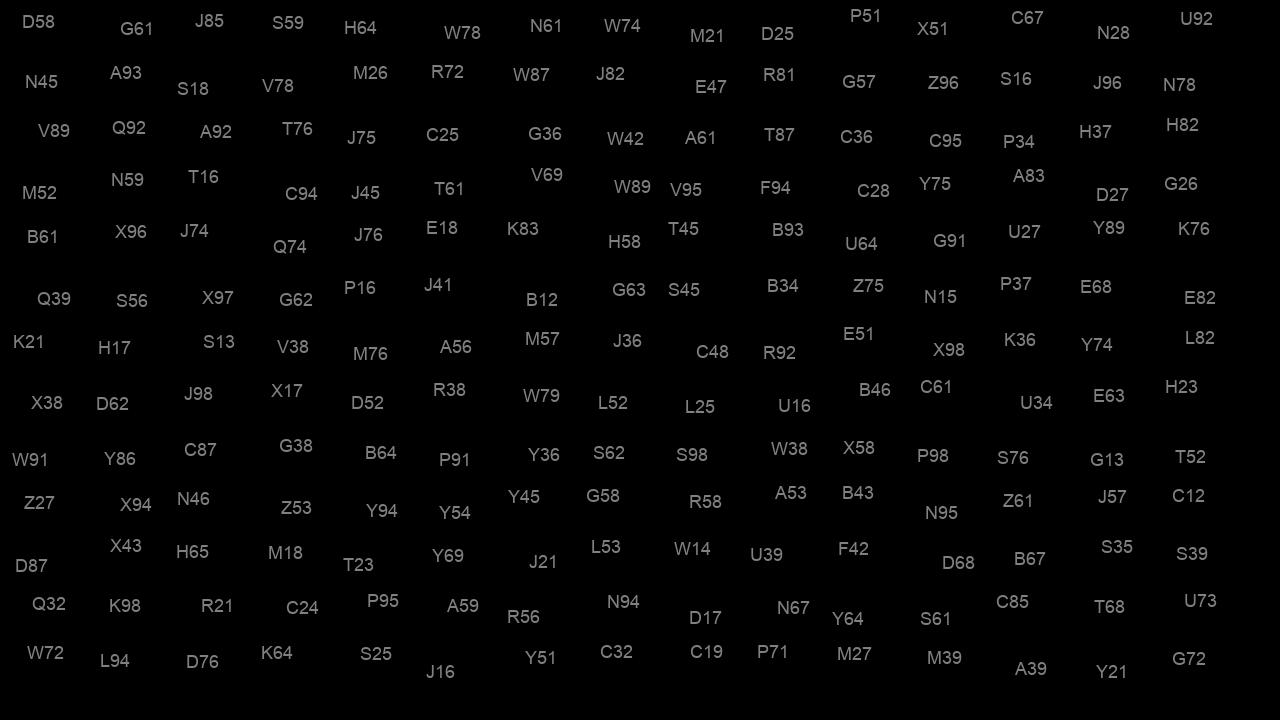 D58 G61 J85 S59 H64 W78 N61 W74 M21 D25 P51 X51 C67 N28 U92
N45 A93 S18 V78 M26 R72 W87 J82 E47 R81 G57 Z96 S16 J96 N78
V89 Q92 A92 T76 J75 C25 G36 W42 A61 T87 C36 C95 P34 H37 H82
M52 N59 T16 C94 J45 T61 V69 W89 V95 F94 C28 Y75 A83 D27 G26
B61 X96 J74 Q74 J76 E18 K83 H58 T45 B93 U64 G91 U27 Y89 K76
Q39 S56 X97 G62 P16 J41 B12 G63 S45 B34 Z75 N15 P37 E68 E82
K21 H17 S13 V38 M76 A56 M57 J36 C48 R92 E51 X98 K36 Y74 L82
X38 D62 J98 X17 D52 R38 W79 L52 L25 U16 B46 C61 U34 E63 H23
W91 Y86 C87 G38 B64 P91 Y36 S62 S98 W38 X58 P98 S76 G13 T52
Z27 X94 N46 Z53 Y94 Y54 Y45 G58 R58 A53 B43 N95 Z61 J57 C12
D87 X43 H65 M18 T23 Y69 J21 L53 W14 U39 F42 D68 B67 S35 S39
Q32 K98 R21 C24 P95 A59 R56 N94 D17 N67 Y64 S61 C85 T68 U73
W72 L94 D76 K64 S25 J16 Y51 C32 C19 P71 M27 M39 A39 Y21 G72